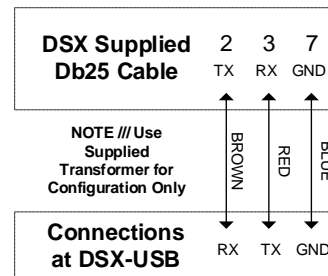 DSX Supplied 2 3 7
Db25 Cable TX RX GND
NOTE /// Use
Supplied
Transformer for
Configuration Only
BROWN
RED
BLUE
Connections
at DSX-USB RX TX GND